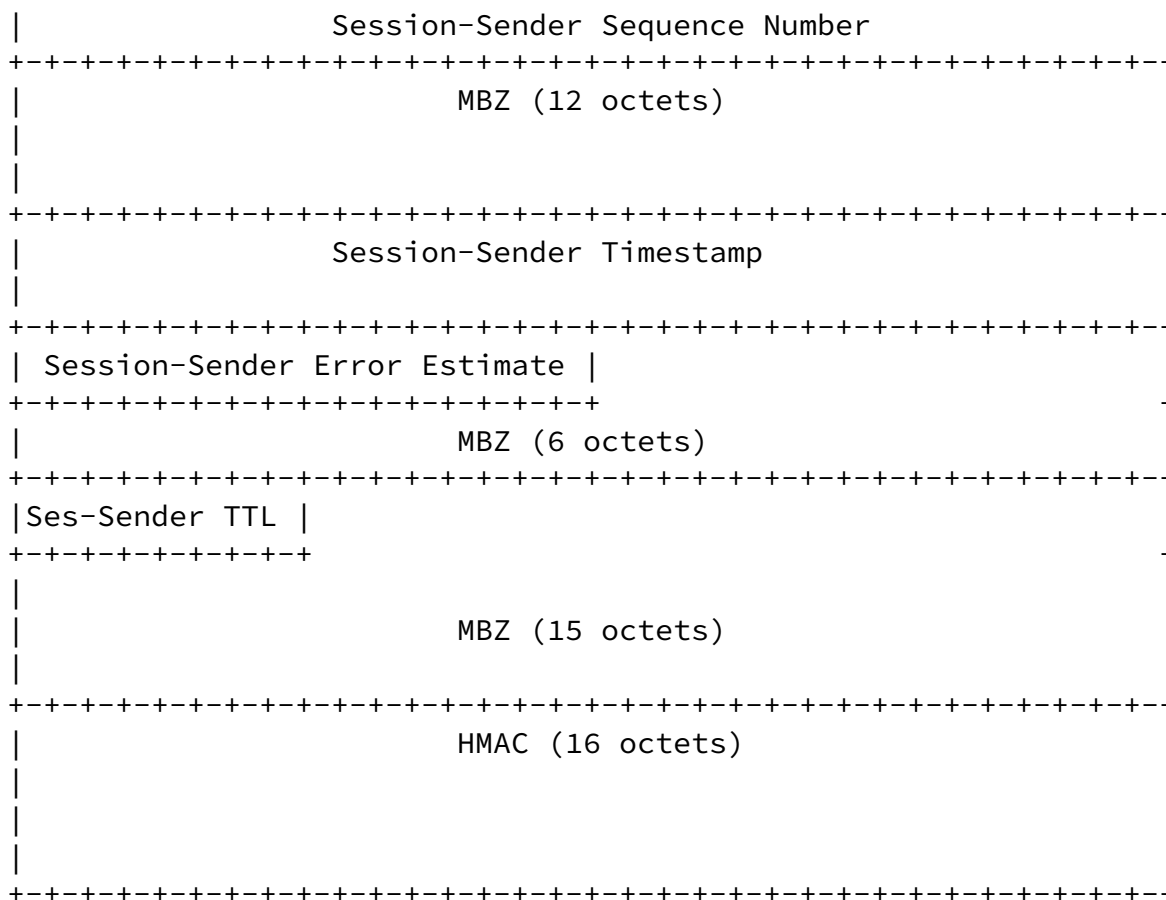 |                 Session-Sender Sequence Number
+-+-+-+-+-+-+-+-+-+-+-+-+-+-+-+-+-+-+-+-+-+-+-+-+-+-+-+-+-+-+-+--
|                        MBZ (12 octets)
|
|
+-+-+-+-+-+-+-+-+-+-+-+-+-+-+-+-+-+-+-+-+-+-+-+-+-+-+-+-+-+-+-+--
|                 Session-Sender Timestamp
|
+-+-+-+-+-+-+-+-+-+-+-+-+-+-+-+-+-+-+-+-+-+-+-+-+-+-+-+-+-+-+-+--
| Session-Sender Error Estimate |
+-+-+-+-+-+-+-+-+-+-+-+-+-+-+-+-+                               -
|                        MBZ (6 octets)
+-+-+-+-+-+-+-+-+-+-+-+-+-+-+-+-+-+-+-+-+-+-+-+-+-+-+-+-+-+-+-+--
|Ses-Sender TTL |
+-+-+-+-+-+-+-+-+                                               -
|
|                        MBZ (15 octets)
|
+-+-+-+-+-+-+-+-+-+-+-+-+-+-+-+-+-+-+-+-+-+-+-+-+-+-+-+-+-+-+-+--
|                        HMAC (16 octets)
|
|
|
+-+-+-+-+-+-+-+-+-+-+-+-+-+-+-+-+-+-+-+-+-+-+-+-+-+-+-+-+-+-+-+--